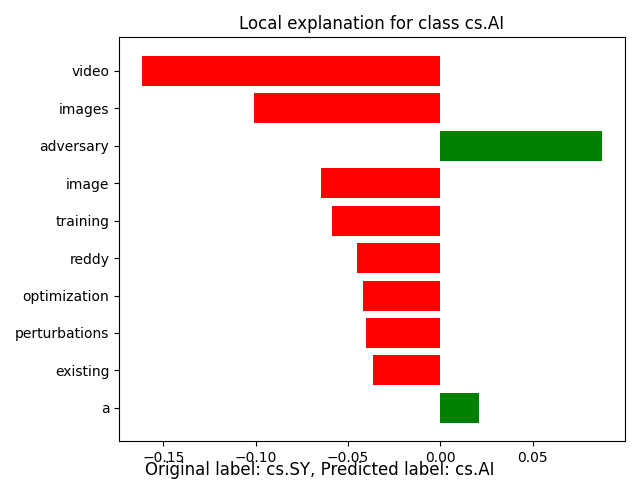 Local explanation for class cs.AI
video
images
adversary
image
training
reddy
optimization
perturbations
existing
a
−0.15 −0.10 −0.05 0.00 0.05
Original label: cs.SY, Predicted label: cs.AI